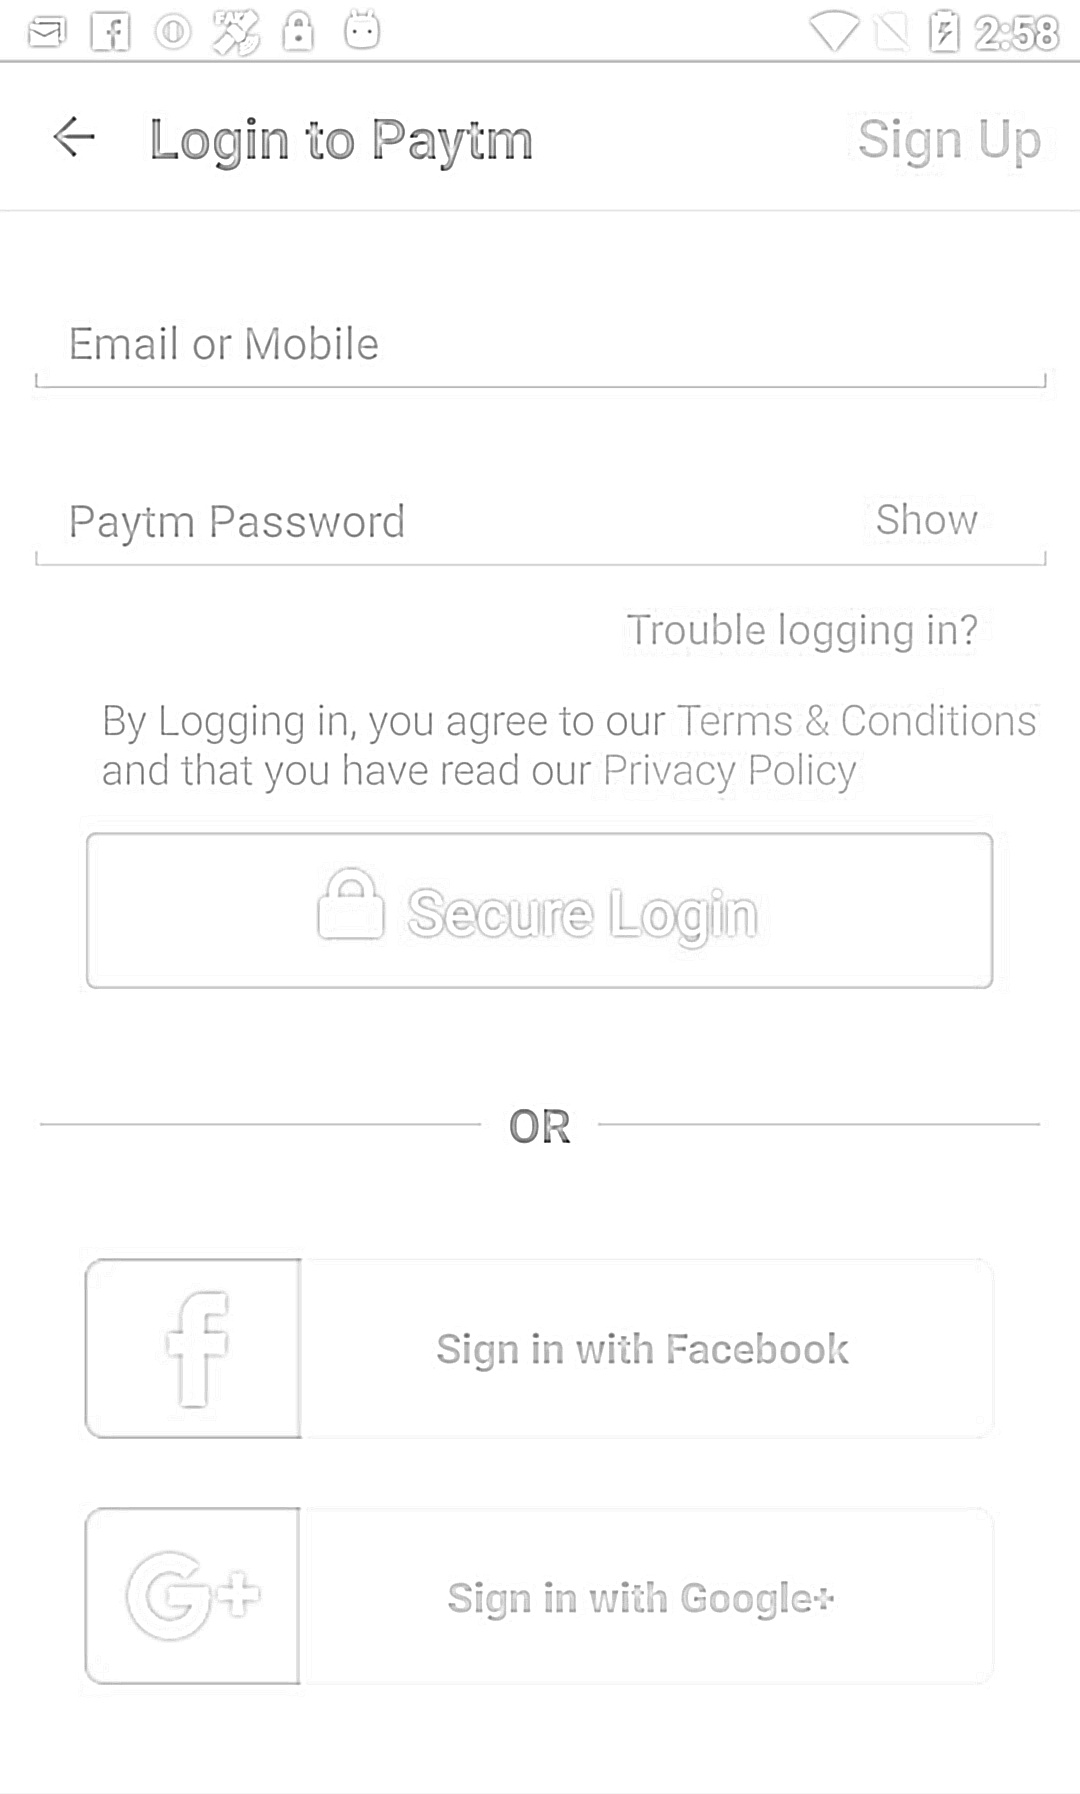 2:58
Login to Paytm
Sign Up
Email or Mobile
Paytm Password
Show
Trouble logging in?
By Logging in, you agree to our Terms & Conditions
and that you have read our Privacy Policy
Secure Login
OR
f
Sign in with Facebook
G+
Sign in with Google+